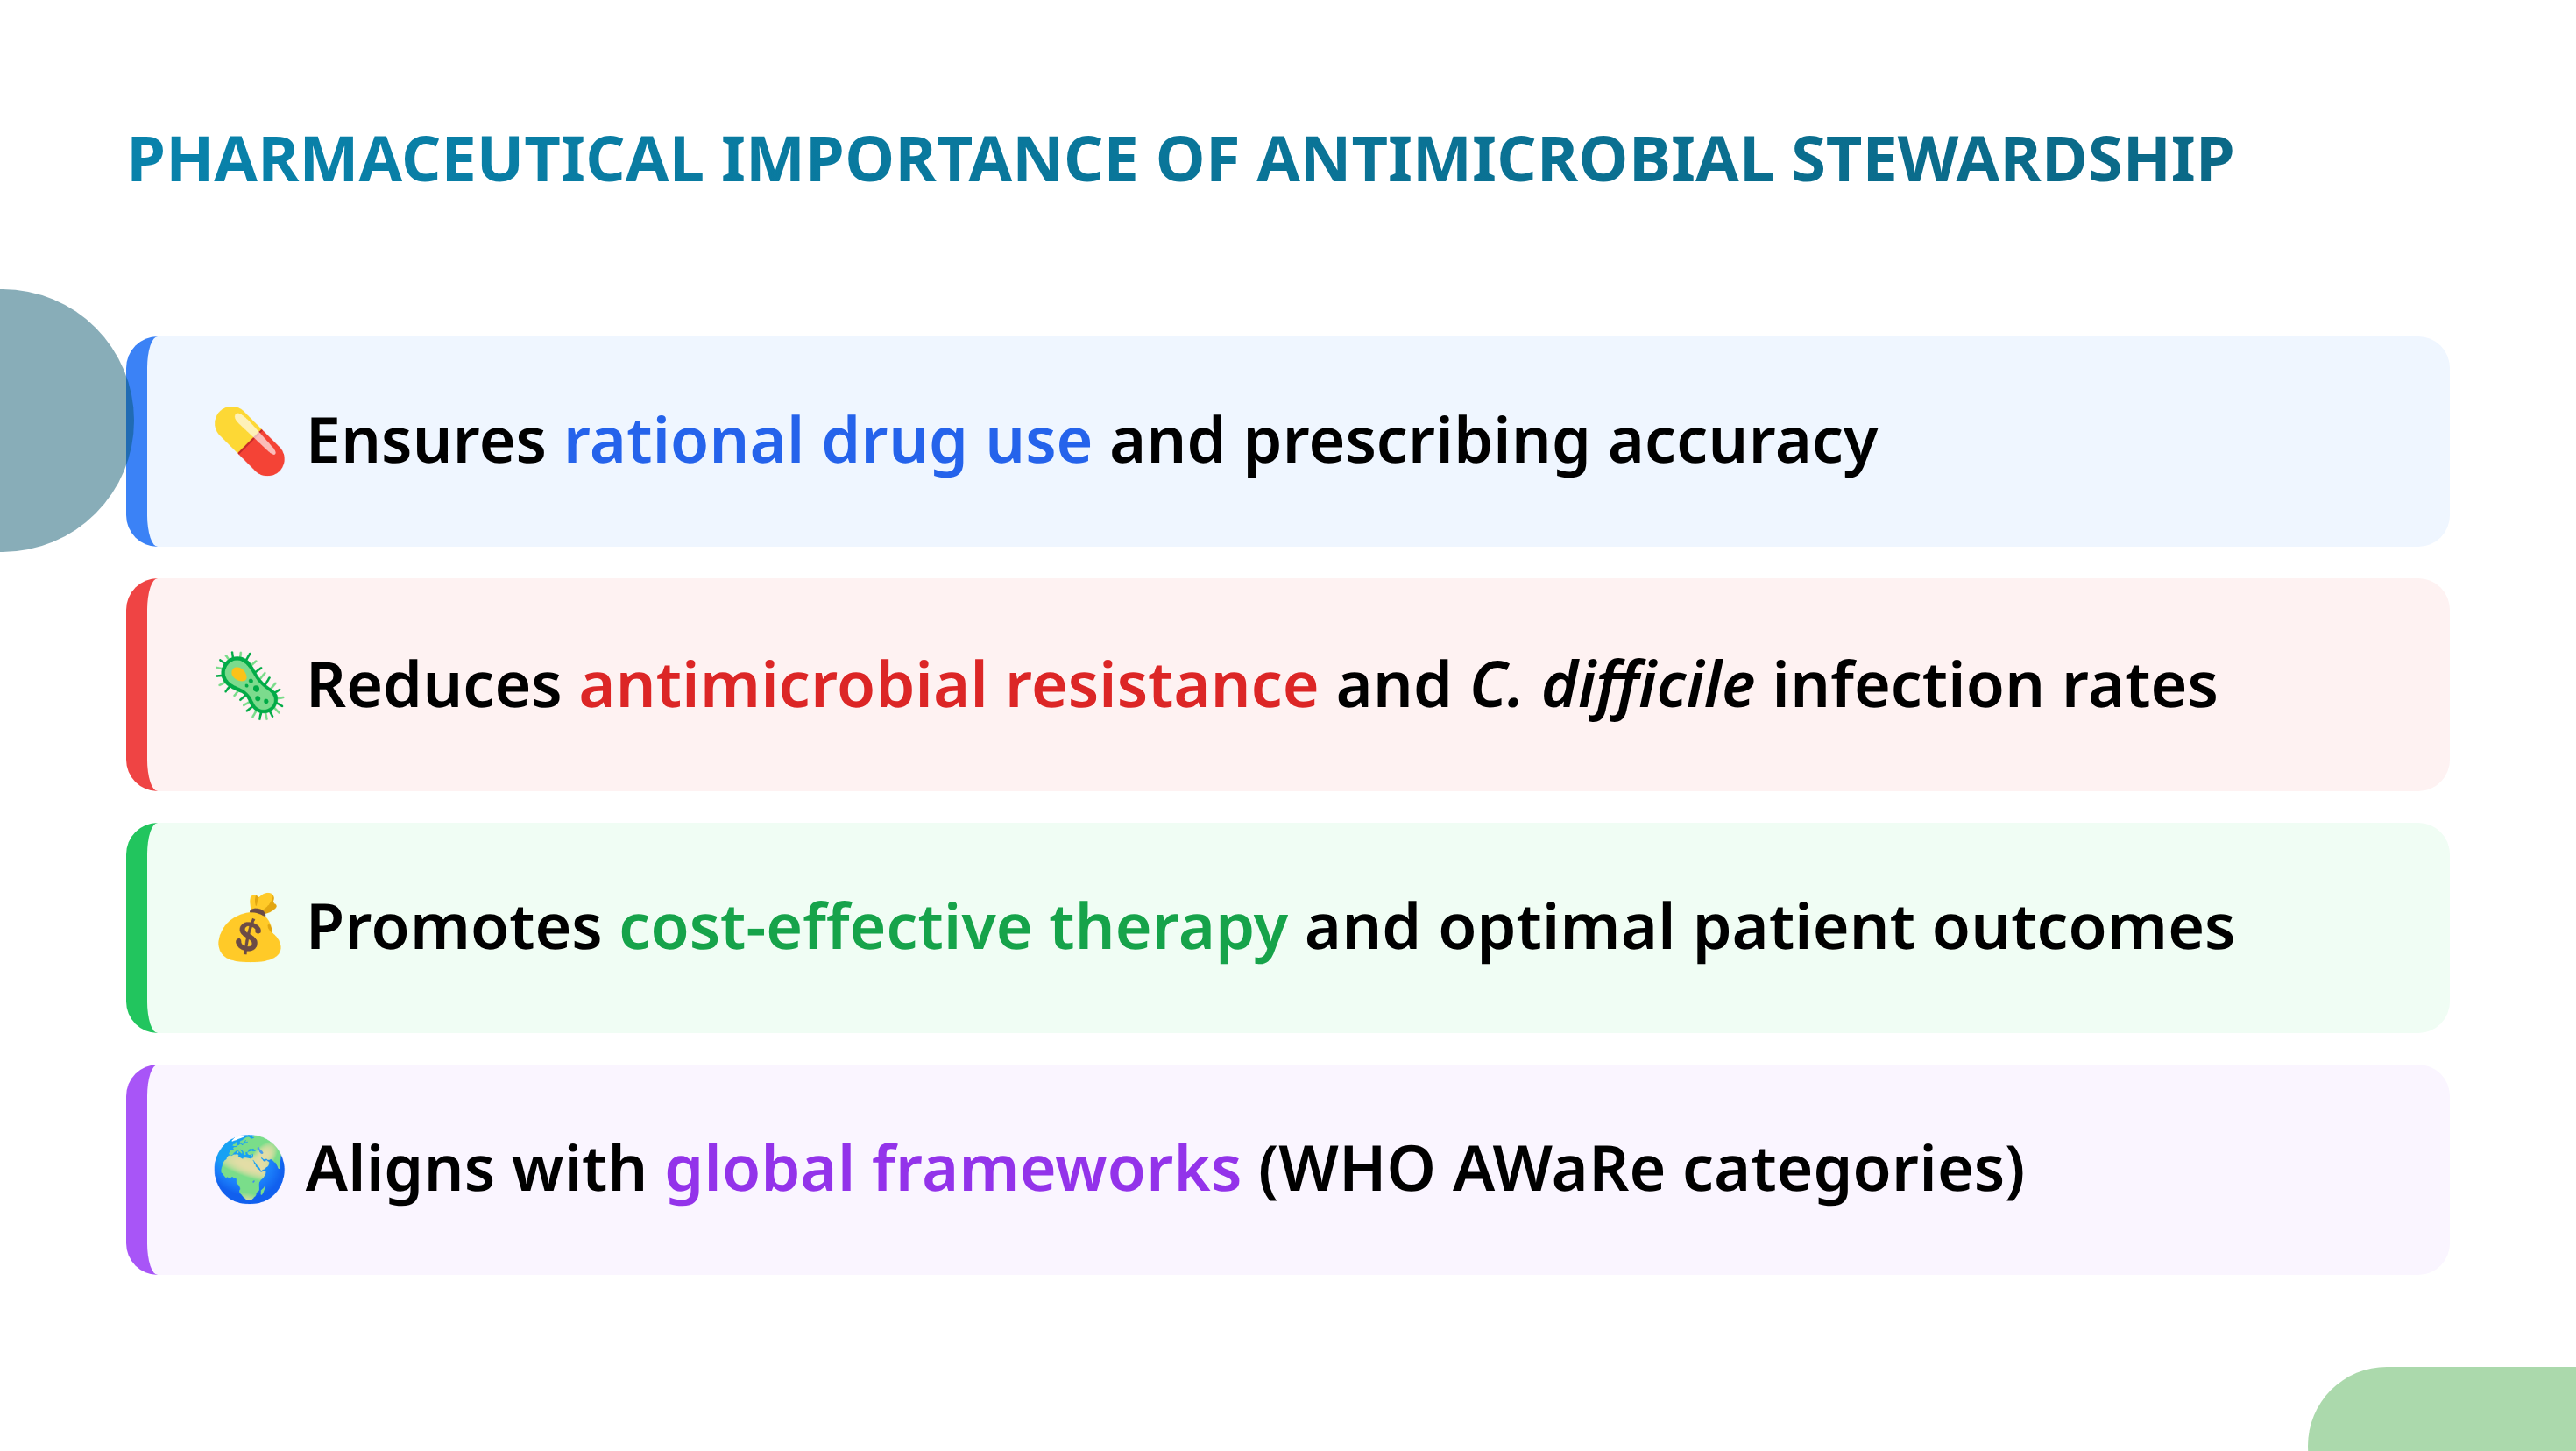 PHARMACEUTICAL IMPORTANCE OF ANTIMICROBIAL STEWARDSHIP
💊 Ensures rational drug use and prescribing accuracy
🦠 Reduces antimicrobial resistance and C. difficile infection rates
💰 Promotes cost-effective therapy and optimal patient outcomes
🌍 Aligns with global frameworks (WHO AWaRe categories)